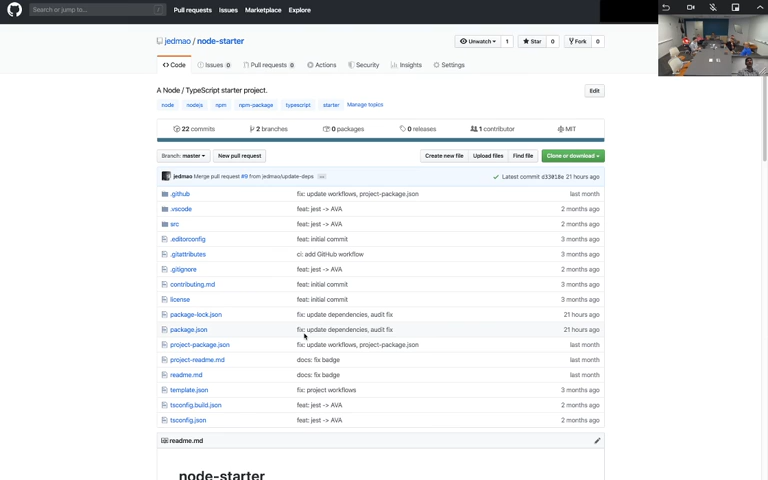 Search or jump to... / Pull requests Issues Marketplace Explore
jedmao / node-starter Unwatch 1 Star 0 Fork 0
Code Issues 0 Pull requests 0 Actions Security Insights Settings
A Node / TypeScript starter project. Edit
node nodejs npm npm-package typescript starter Manage topics
22 commits 2 branches 0 packages 0 releases 1 contributor MIT
Branch: master New pull request Create new file Upload files Find file Clone or download
jedmao Merge pull request #9 from jedmao/update-deps ... Latest commit d33018e 21 hours ago
.github fix: update workflows, project-package.json last month
.vscode feat: jest -> AVA 2 months ago
src feat: jest -> AVA 2 months ago
.editorconfig feat: initial commit 3 months ago
.gitattributes ci: add GitHub workflow 3 months ago
.gitignore feat: jest -> AVA 2 months ago
contributing.md feat: initial commit 3 months ago
license feat: initial commit 3 months ago
package-lock.json fix: update dependencies, audit fix 21 hours ago
package.json fix: update dependencies, audit fix 21 hours ago
project-package.json fix: update workflows, project-package.json last month
project-readme.md docs: fix badge last month
readme.md docs: fix badge last month
template.json fix: project workflows 3 months ago
tsconfig.build.json feat: jest -> AVA 2 months ago
tsconfig.json feat: jest -> AVA 2 months ago
readme.md
node-starter